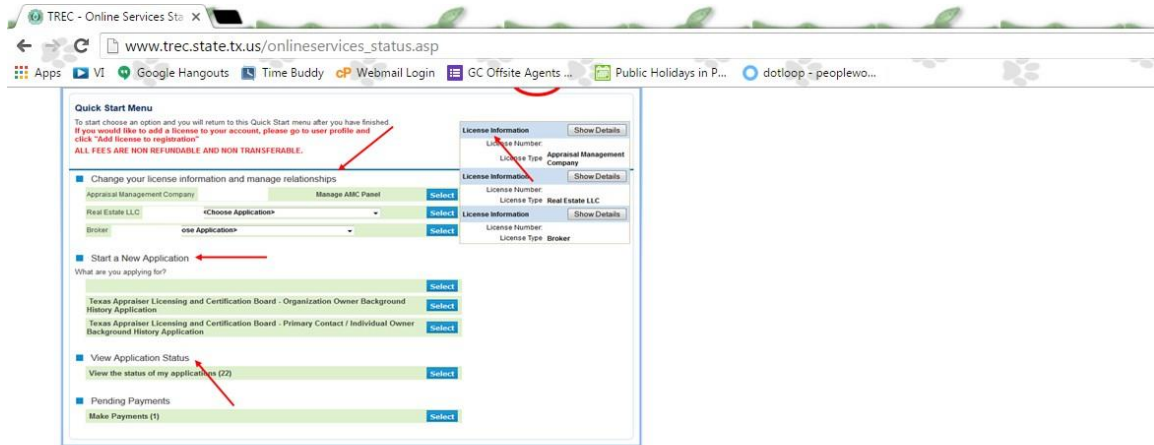 TREC - Online Services Sta
www.trec.state.tx.us/onlineservices_status.asp
Apps VI Google Hangouts Time Buddy cP Webmail Login GC Offsite Agents ... Public Holidays in P... dotloop - peoplewo...
Quick Start Menu
To start choose an option and you will return to this Quick Start menu after you have finished.
If you would like to add a license to your account, please go to user profile and
click "Add license to registration"
ALL FEES ARE NON REFUNDABLE AND NON TRANSFERABLE.
Change your license information and manage relationships
Appraisal Management Company Manage AMC Panel Select
Real Estate LLC <Choose Application> Select
Broker ose Application> Select
License Information Show Details
License Number:
License Type Appraisal Management
Company
License Information Show Details
License Number:
License Type Real Estate LLC
License Information Show Details
License Number:
License Type Broker
Start a New Application
What are you applying for?
Select
Texas Appraiser Licensing and Certification Board - Organization Owner Background
History Application Select
Texas Appraiser Licensing and Certification Board - Primary Contact / Individual Owner
Background History Application Select
View Application Status
View the status of my applications (22) Select
Pending Payments
Make Payments (1) Select